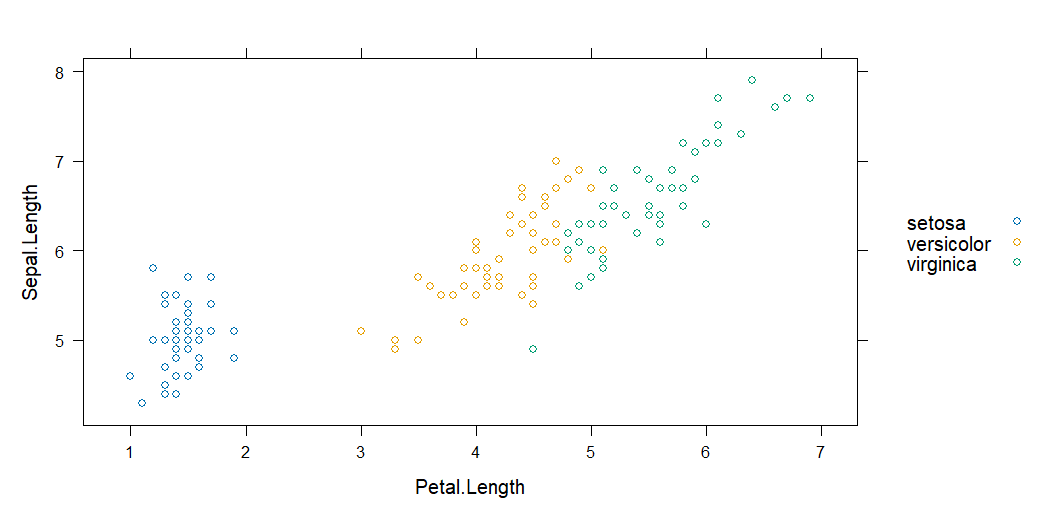 8
7
6
5
Sepal.Length
1 2 3 4 5 6 7
Petal.Length
setosa
versicolor
virginica